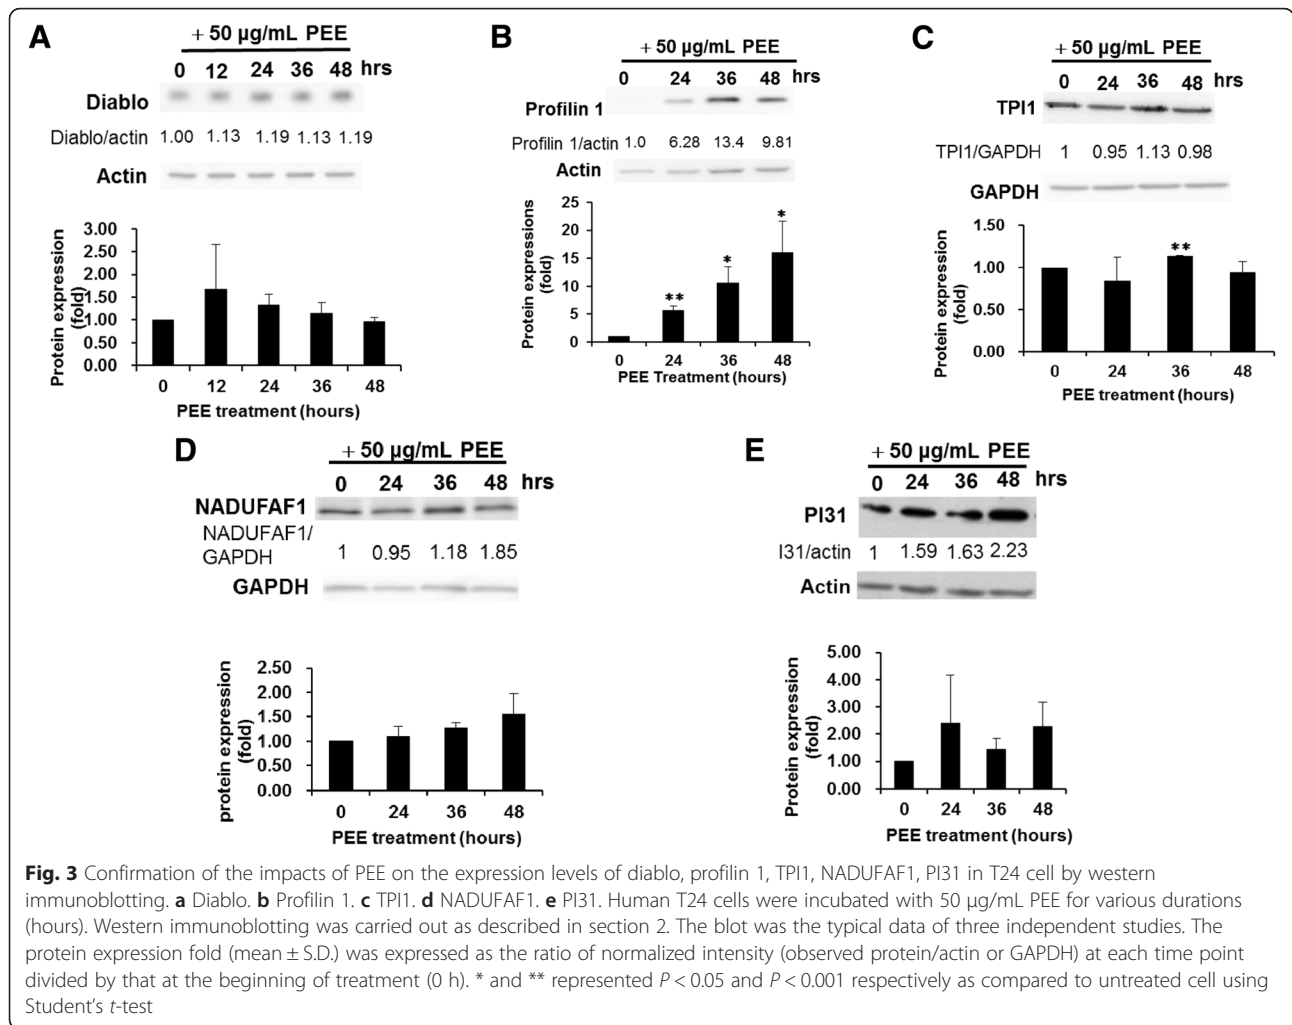 A
+ 50 µg/mL PEE
0 12 24 36 48 hrs
Diablo
Diablo/actin 1.00 1.13 1.19 1.13 1.19
Actin
Protein expression
(fold)
3.00
2.50
2.00
1.50
1.00
0.50
0.00
0 12 24 36 48
PEE treatment (hours)
B
+ 50 µg/mL PEE
0 24 36 48 hrs
Profilin 1
Profilin 1/actin 1.0 6.28 13.4 9.81
Actin
Protein expressions
(fold)
25
20
15
10
5
0
** * *
0 24 36 48
PEE Treatment (hours)
C
+ 50 µg/mL PEE
0 24 36 48 hrs
TPI1
TPI1/GAPDH 1 0.95 1.13 0.98
GAPDH
Protein expression
(fold)
1.50
1.00
0.50
0.00
**
0 24 36 48
PEE treatment (hours)
D
+ 50 µg/mL PEE
0 24 36 48 hrs
NADUFAF1
NADUFAF1/
GAPDH 1 0.95 1.18 1.85
GAPDH
protein expression
(fold)
2.50
2.00
1.50
1.00
0.50
0.00
0 24 36 48
PEE treatment (hours)
E
+ 50 µg/mL PEE
0 24 36 48 hrs
PI31
I31/actin 1 1.59 1.63 2.23
Actin
Protein expression
(fold)
5.00
4.00
3.00
2.00
1.00
0.00
0 24 36 48
PEE treatment (hours)
Fig. 3 Confirmation of the impacts of PEE on the expression levels of diablo, profilin 1, TPI1, NADUFAF1, PI31 in T24 cell by western
immunoblotting. a Diablo. b Profilin 1. c TPI1. d NADUFAF1. e PI31. Human T24 cells were incubated with 50 µg/mL PEE for various durations
(hours). Western immunoblotting was carried out as described in section 2. The blot was the typical data of three independent studies. The
protein expression fold (mean ± S.D.) was expressed as the ratio of normalized intensity (observed protein/actin or GAPDH) at each time point
divided by that at the beginning of treatment (0 h). * and ** represented P < 0.05 and P < 0.001 respectively as compared to untreated cell using
Student's t-test